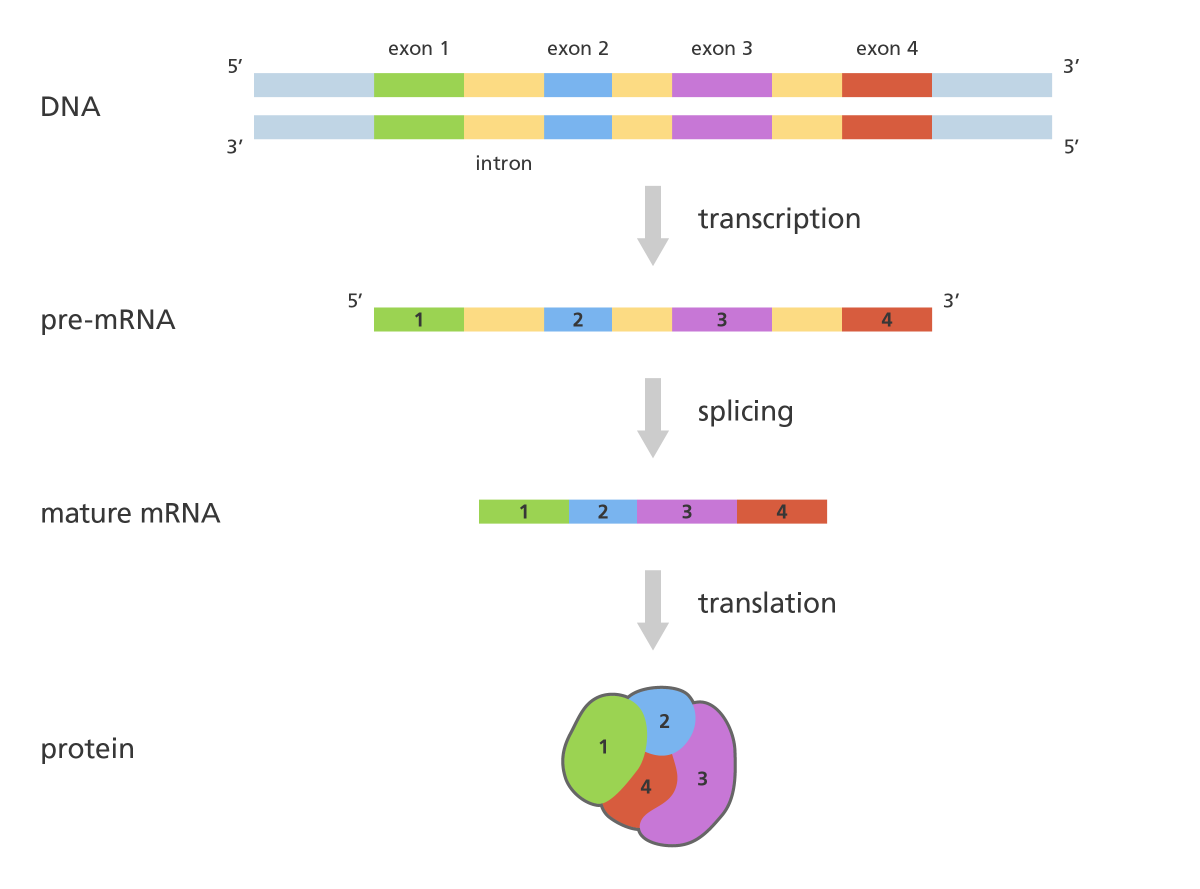 exon 1 exon 2 exon 3 exon 4
5’ 3’
DNA
3’ 5’
intron
transcription
5’ 3’
pre-mRNA 1 2 3 4
splicing
mature mRNA 1 2 3 4
translation
2
1
protein
3
4